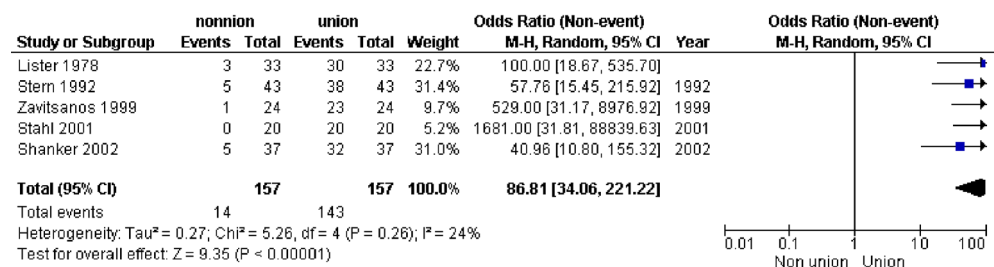 nonnion union Odds Ratio (Non-event) Odds Ratio (Non-event)
Study or Subgroup Events Total Events Total Weight M-H, Random, 95% CI Year M-H, Random, 95% CI
Lister 1978 3 33 30 33 22.7% 100.00 [18.67, 535.70]
Stern 1992 5 43 38 43 31.4% 57.76 [15.45, 215.92] 1992
Zavitsanos 1999 1 24 23 24 9.7% 529.00 [31.17, 8976.92] 1999
Stahl 2001 0 20 20 20 5.2% 1681.00 [31.81, 88839.63] 2001
Shanker 2002 5 37 32 37 31.0% 40.96 [10.80, 155.32] 2002
Total (95% CI) 157 157 100.0% 86.81 [34.06, 221.22]
Total events 14 143
Heterogeneity: Tau² = 0.27; Chi² = 5.26, df = 4 (P = 0.26); I² = 24%
Test for overall effect: Z = 9.35 (P < 0.00001)
0.01 0.1 1 10 100
Non union Union